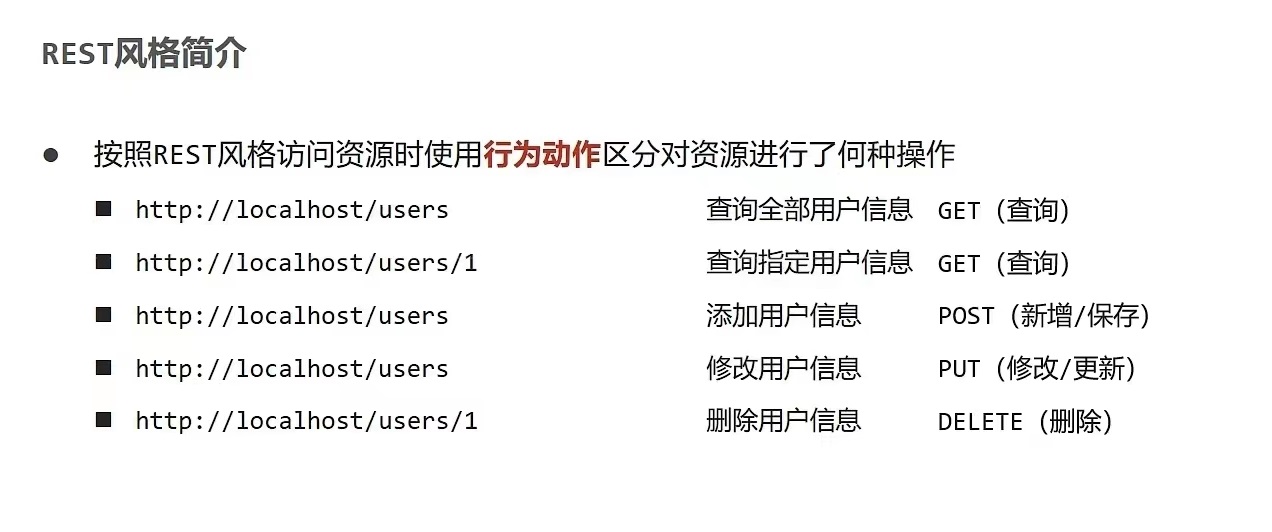 REST风格简介
● 按照REST风格访问资源时使用行为动作区分对资源进行了何种操作
■ http://localhost/users 查询全部用户信息 GET（查询）
■ http://localhost/users/1 查询指定用户信息 GET（查询）
■ http://localhost/users 添加用户信息 POST（新增/保存）
■ http://localhost/users 修改用户信息 PUT（修改/更新）
■ http://localhost/users/1 删除用户信息 DELETE（删除）